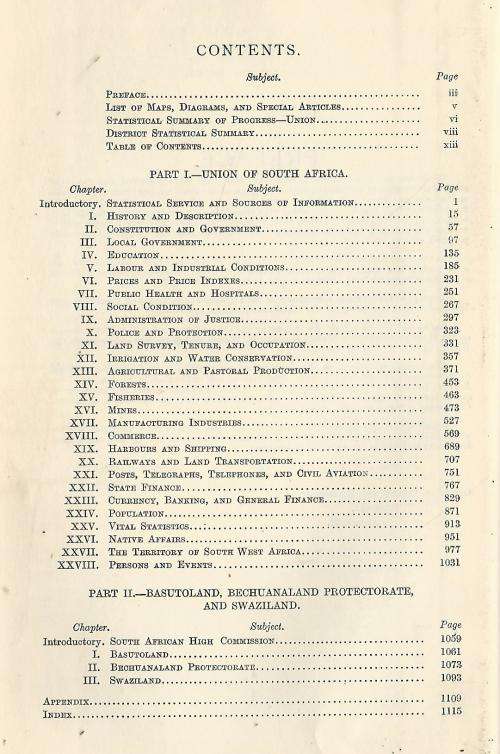 CONTENTS.
Subject. Page
PREFACE iii
LIST OF MAPS, DIAGRAMS, AND SPECIAL ARTICLES v
STATISTICAL SUMMARY OF PROGRESS—UNION vi
DISTRICT STATISTICAL SUMMARY viii
TABLE OF CONTENTS xiii
PART I.—UNION OF SOUTH AFRICA.
Chapter. Subject. Page
Introductory. STATISTICAL SERVICE AND SOURCES OF INFORMATION 1
I. HISTORY AND DESCRIPTION 15
II. CONSTITUTION AND GOVERNMENT 57
III. LOCAL GOVERNMENT 97
IV. EDUCATION 135
V. LABOUR AND INDUSTRIAL CONDITIONS 185
VI. PRICES AND PRICE INDEXES 231
VII. PUBLIC HEALTH AND HOSPITALS 251
VIII. SOCIAL CONDITION 267
IX. ADMINISTRATION OF JUSTICE 297
X. POLICE AND PROTECTION 323
XI. LAND SURVEY, TENURE, AND OCCUPATION 331
XII. IRRIGATION AND WATER CONSERVATION 357
XIII. AGRICULTURAL AND PASTORAL PRODUCTION 371
XIV. FORESTS 453
XV. FISHERIES 463
XVI. MINES 473
XVII. MANUFACTURING INDUSTRIES 527
XVIII. COMMERCE 569
XIX. HARBOURS AND SHIPPING 689
XX. RAILWAYS AND LAND TRANSPORTATION 707
XXI. POSTS, TELEGRAPHS, TELEPHONES, AND CIVIL AVIATION 751
XXII. STATE FINANCE 767
XXIII. CURRENCY, BANKING, AND GENERAL FINANCE 829
XXIV. POPULATION 871
XXV. VITAL STATISTICS 913
XXVI. NATIVE AFFAIRS 951
XXVII. THE TERRITORY OF SOUTH WEST AFRICA 977
XXVIII. PERSONS AND EVENTS 1031
PART II.—BASUTOLAND, BECHUANALAND PROTECTORATE,
AND SWAZILAND.
Chapter. Subject. Page
Introductory. SOUTH AFRICAN HIGH COMMISSION 1059
I. BASUTOLAND 1061
II. BECHUANALAND PROTECTORATE 1073
III. SWAZILAND 1093
APPENDIX 1109
INDEX 1115